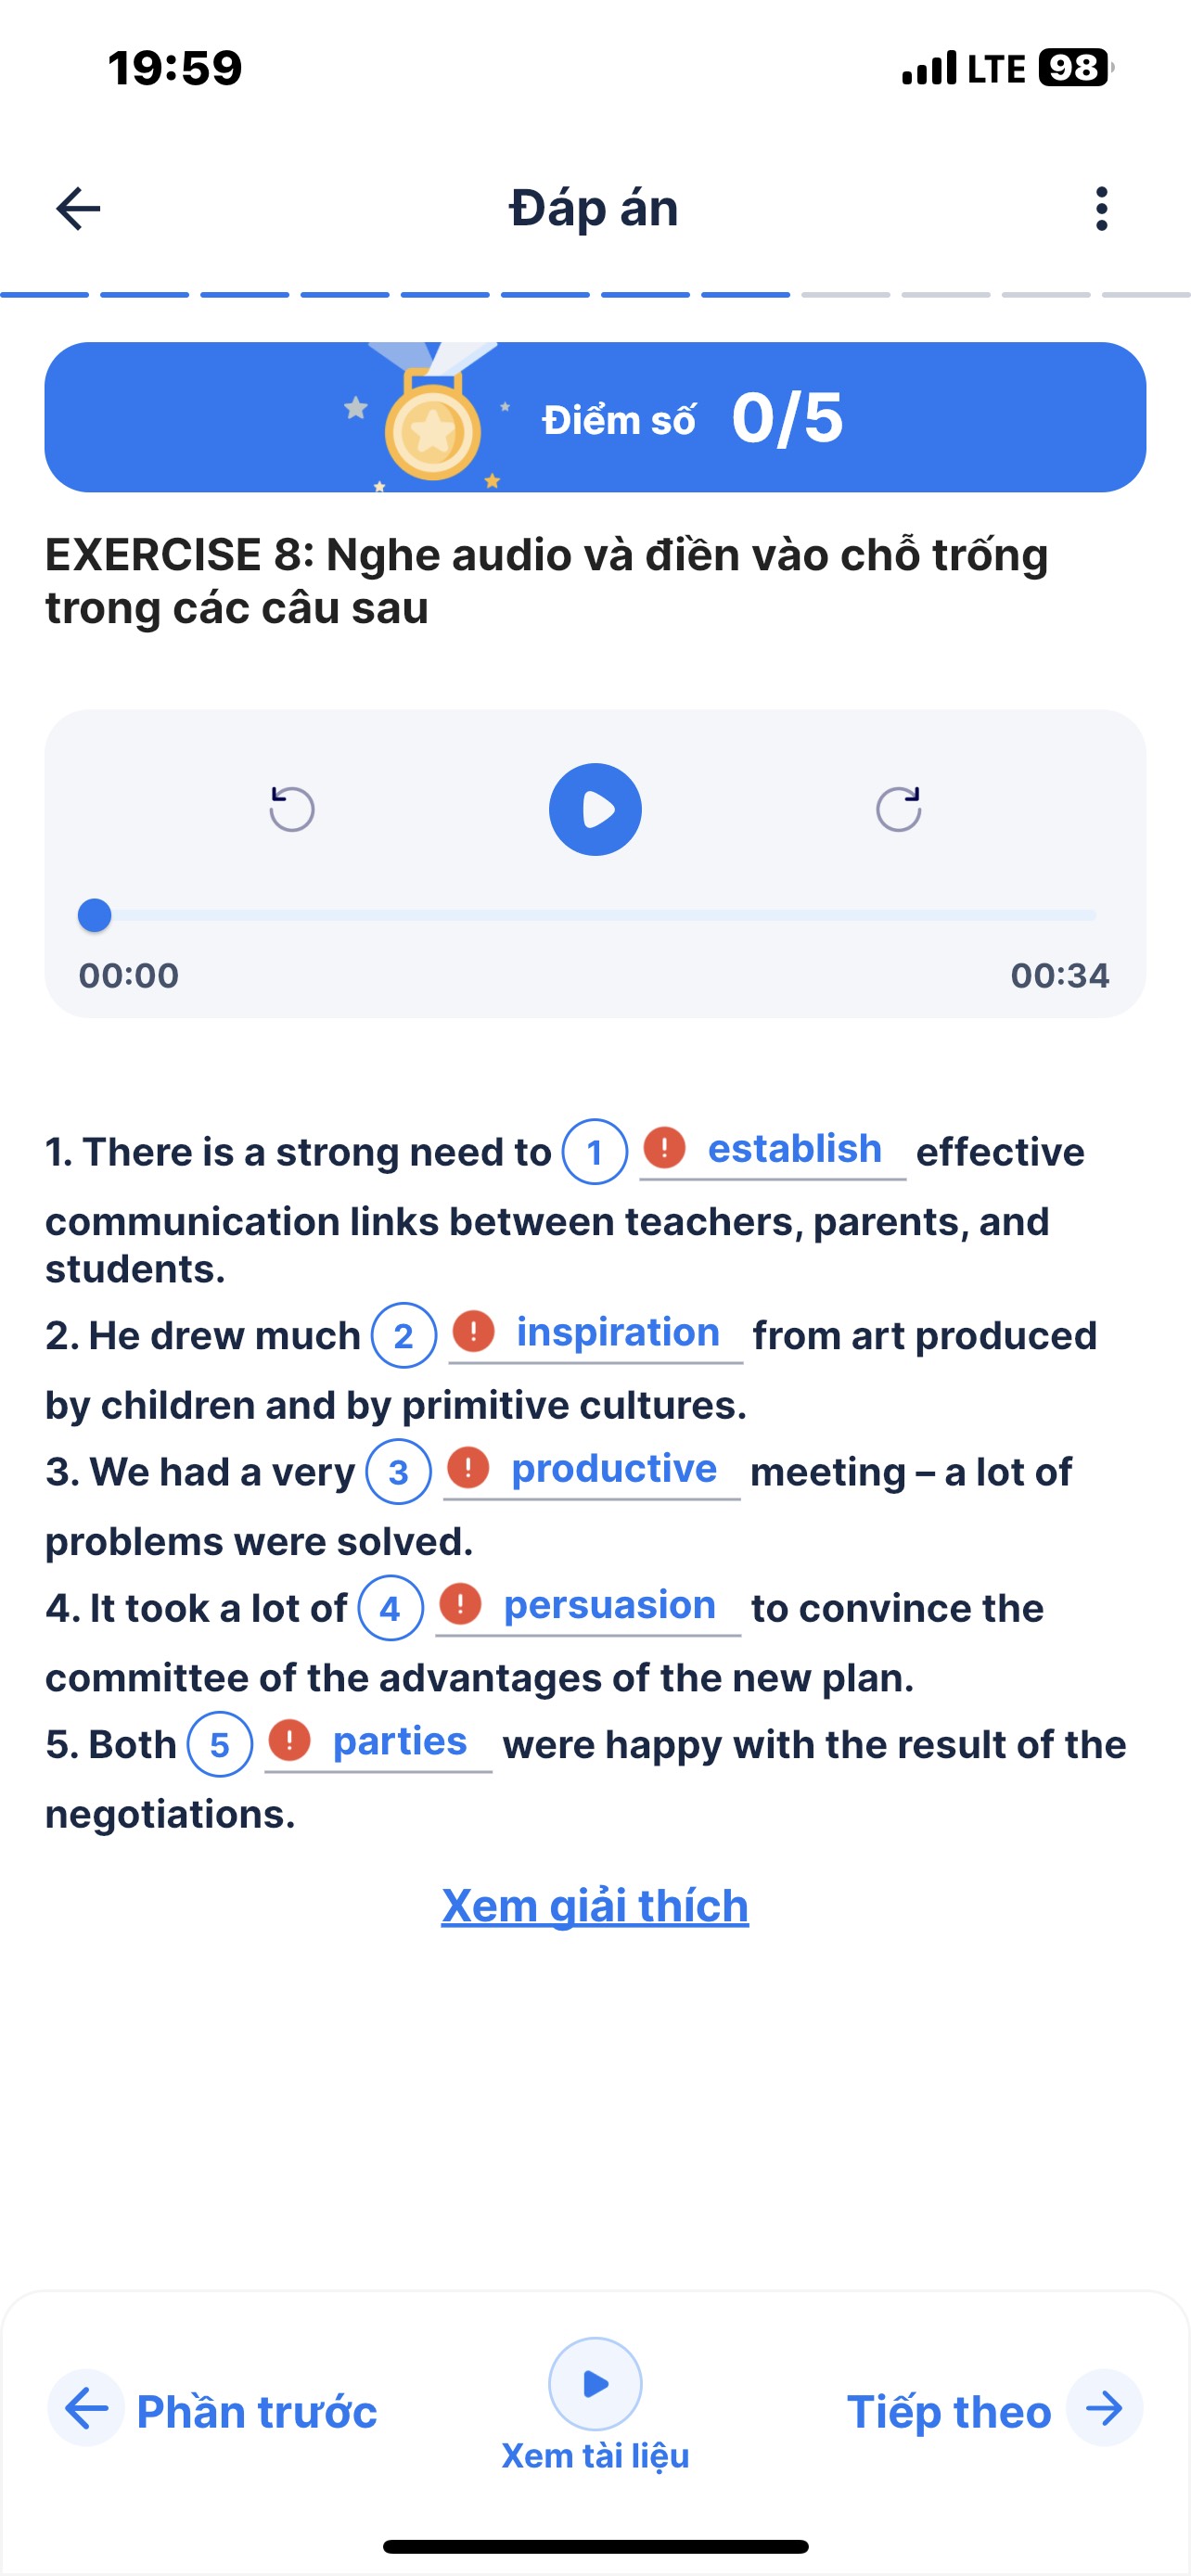 19:59
LTE 98
Đáp án
Điểm số 0/5
EXERCISE 8: Nghe audio và điền vào chỗ trống
trong các câu sau
00:00 00:34
1. There is a strong need to 1 ! establish effective
communication links between teachers, parents, and
students.
2. He drew much 2 ! inspiration from art produced
by children and by primitive cultures.
3. We had a very 3 ! productive meeting – a lot of
problems were solved.
4. It took a lot of 4 ! persuasion to convince the
committee of the advantages of the new plan.
5. Both 5 ! parties were happy with the result of the
negotiations.
Xem giải thích
Phần trước
Xem tài liệu
Tiếp theo